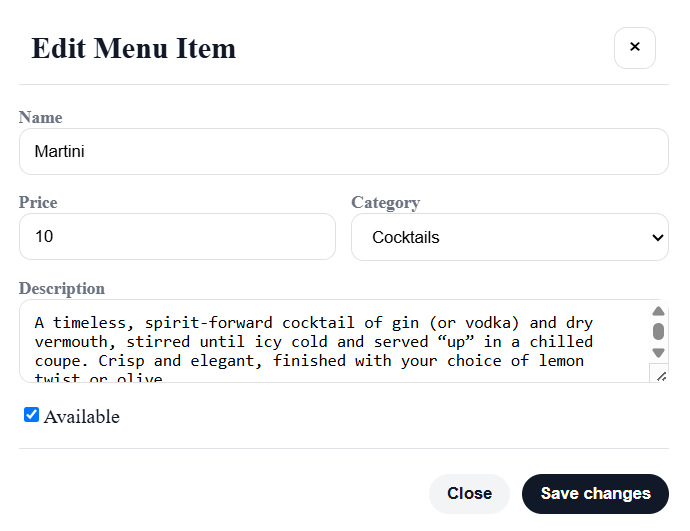 Edit Menu Item
×
Name
Martini
Price
Category
10
Cocktails
Description
A timeless, spirit-forward cocktail of gin (or vodka) and dry
vermouth, stirred until icy cold and served “up” in a chilled
coupe. Crisp and elegant, finished with your choice of lemon
twist or olive
Available
Close
Save changes